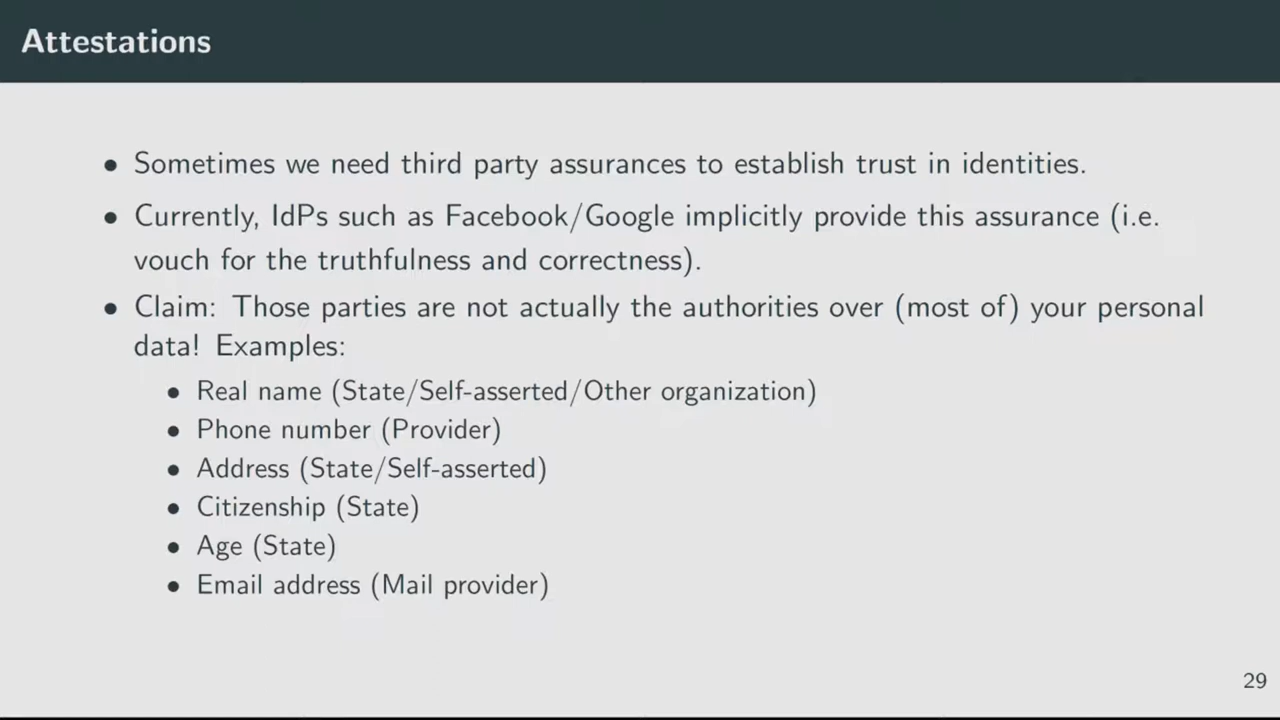 Attestations
• Sometimes we need third party assurances to establish trust in identities.
• Currently, IdPs such as Facebook/Google implicitly provide this assurance (i.e.
vouch for the truthfulness and correctness).
• Claim: Those parties are not actually the authorities over (most of) your personal
data! Examples:
• Real name (State/Self-asserted/Other organization)
• Phone number (Provider)
• Address (State/Self-asserted)
• Citizenship (State)
• Age (State)
• Email address (Mail provider)
29